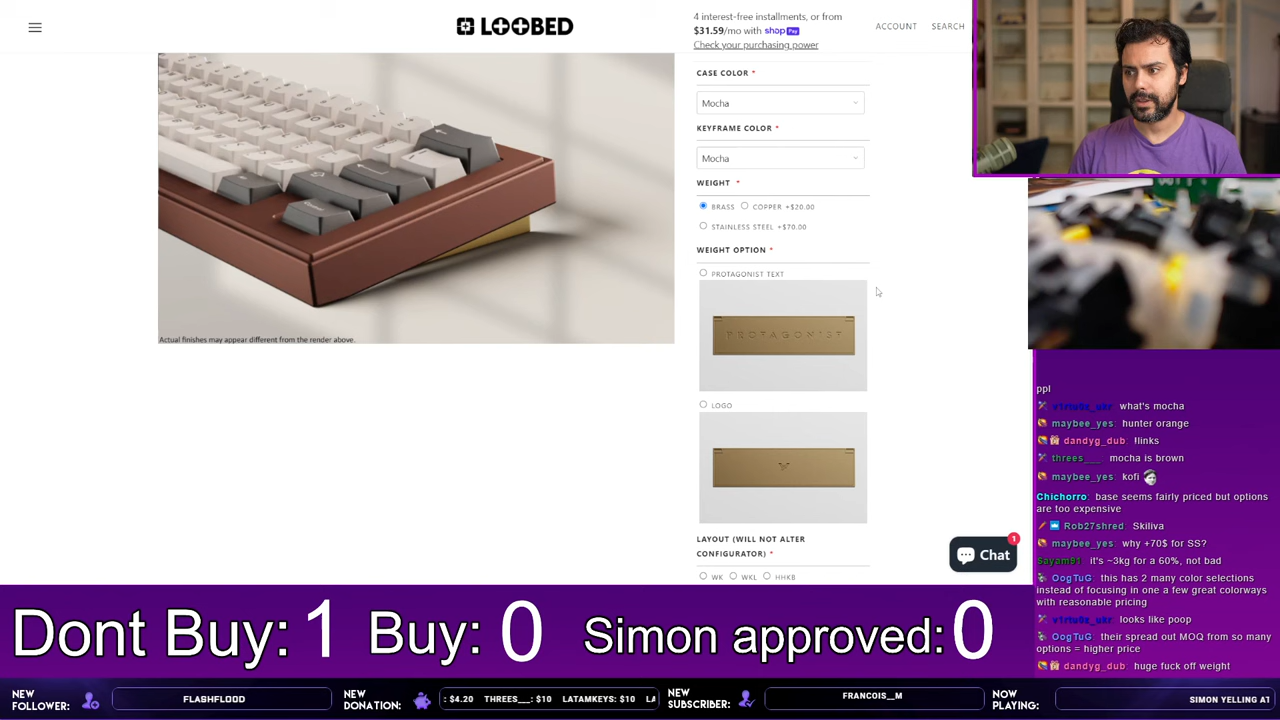 LOOBED
4 interest-free installments, or from
$31.59/mo with shop Pay
Check your purchasing power
ACCOUNT
SEARCH
Actual finishes may appear different from the render above.
CASE COLOR *
Mocha
KEYFRAME COLOR *
Mocha
WEIGHT *
BRASS COPPER +$20.00
STAINLESS STEEL +$70.00
WEIGHT OPTION *
PROTAGONIST TEXT
PROTAGONIST
LOGO
LAYOUT (WILL NOT ALTER
CONFIGURATOR) *
WK WKL HHKB
Chat
1
ppl
v1rtu0z_ukr: what's mocha
maybee_yes: hunter orange
dandyg_dub: !links
threes___: mocha is brown
maybee_yes: kofi
Chichorro: base seems fairly priced but options
are too expensive
Rob27shred: Skiliva
maybee_yes: why +70$ for SS?
Sayam91: it's ~3kg for a 60%, not bad
OogTuG: this has 2 many color selections
instead of focusing in one a few great colorways
with reasonable pricing
v1rtu0z_ukr: looks like poop
OogTuG: their spread out MOQ from so many
options = higher price
dandyg_dub: huge fuck off weight
Dont Buy: 1 Buy: 0 Simon approved: 0
NEW
FOLLOWER:
FLASHFL00D
NEW
DONATION:
: $4.20 THREES___: $10 LATAMKEYS: $10 LA
NEW
SUBSCRIBER:
FRANCOIS__M
NOW
PLAYING:
SIMON YELLING AT